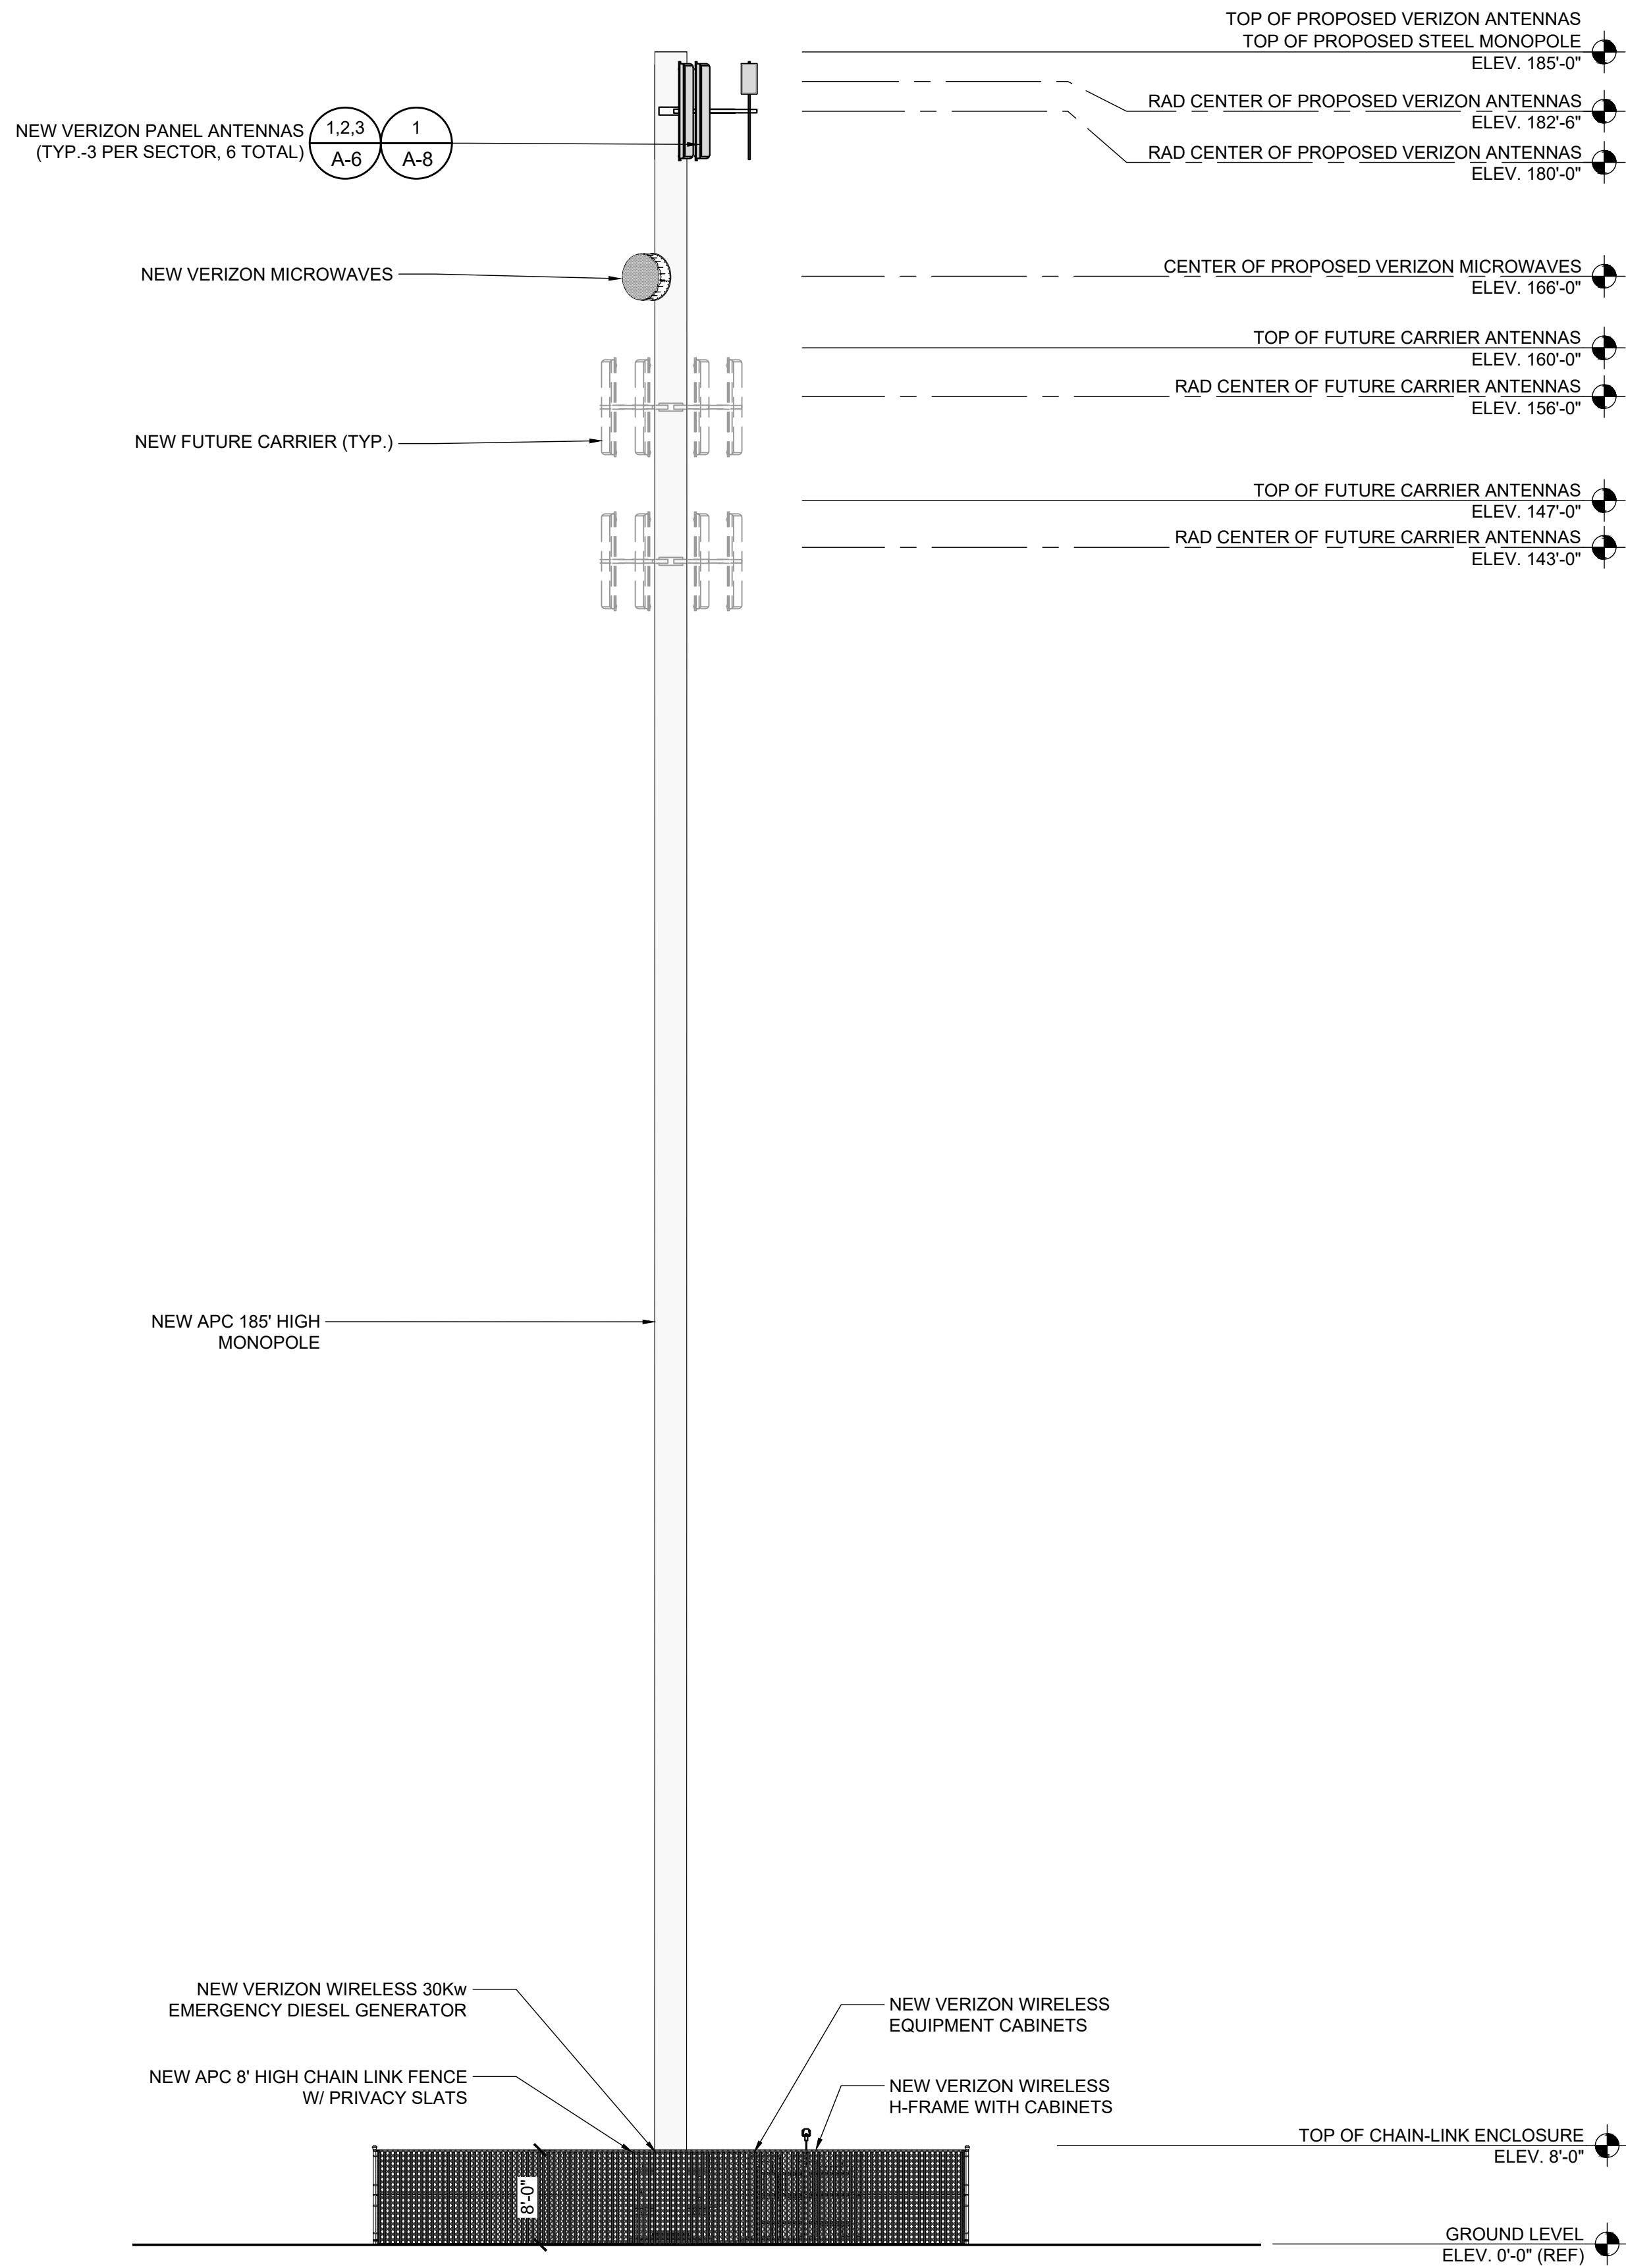 TOP OF PROPOSED VERIZON ANTENNAS
TOP OF PROPOSED STEEL MONOPOLE
ELEV. 185'-0"
RAD CENTER OF PROPOSED VERIZON ANTENNAS
ELEV. 182'-6"
NEW VERIZON PANEL ANTENNAS
(TYP.-3 PER SECTOR, 6 TOTAL)
1,2,3
A-6
1
A-8
RAD CENTER OF PROPOSED VERIZON ANTENNAS
ELEV. 180'-0"
NEW VERIZON MICROWAVES
CENTER OF PROPOSED VERIZON MICROWAVES
ELEV. 166'-0"
TOP OF FUTURE CARRIER ANTENNAS
ELEV. 160'-0"
RAD CENTER OF FUTURE CARRIER ANTENNAS
ELEV. 156'-0"
NEW FUTURE CARRIER (TYP.)
TOP OF FUTURE CARRIER ANTENNAS
ELEV. 147'-0"
RAD CENTER OF FUTURE CARRIER ANTENNAS
ELEV. 143'-0"
NEW APC 185' HIGH
MONOPOLE
NEW VERIZON WIRELESS 30Kw
EMERGENCY DIESEL GENERATOR
NEW VERIZON WIRELESS
EQUIPMENT CABINETS
NEW APC 8' HIGH CHAIN LINK FENCE
W/ PRIVACY SLATS
NEW VERIZON WIRELESS
H-FRAME WITH CABINETS
TOP OF CHAIN-LINK ENCLOSURE
ELEV. 8'-0"
8'-0"
GROUND LEVEL
ELEV. 0'-0" (REF)